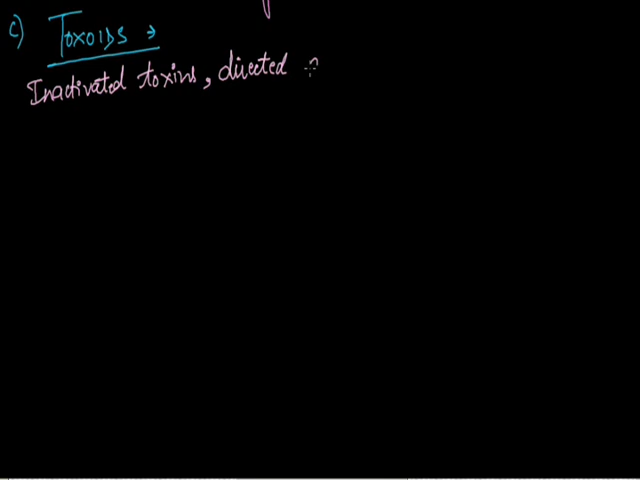 c) Toxoids →
Inactivated toxins, directed